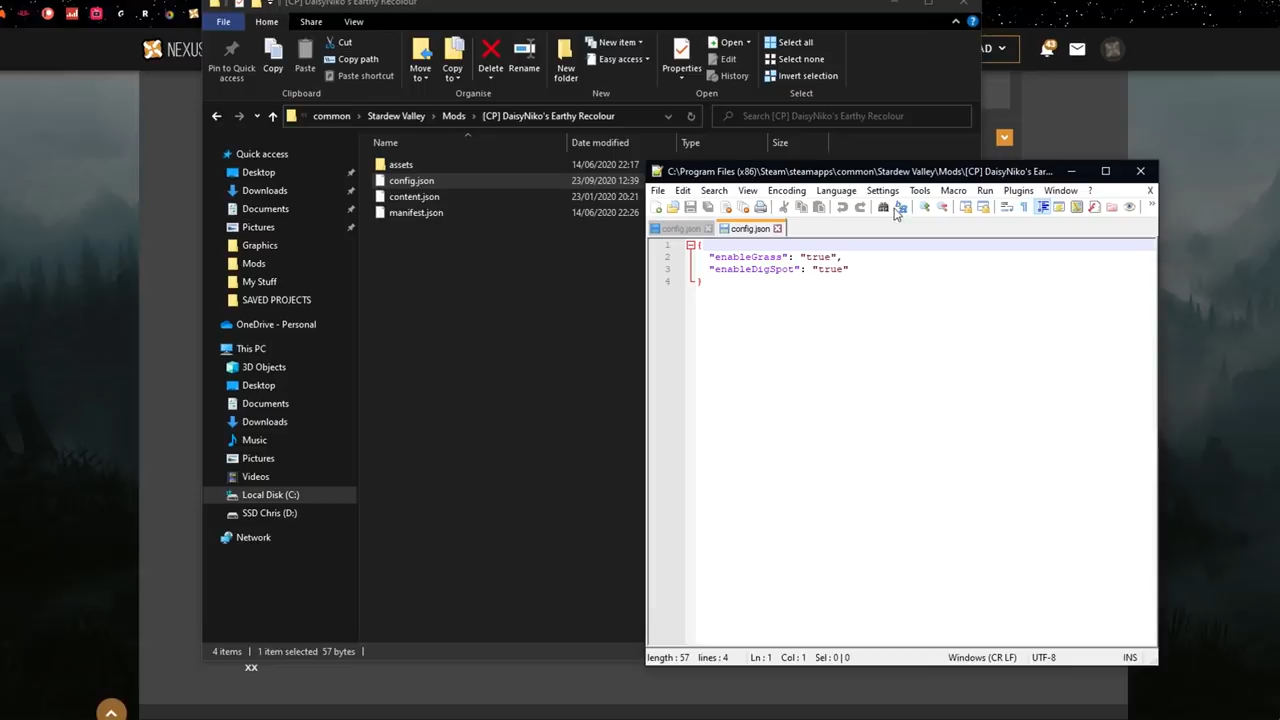 [CP] DaisyNiko's Earthy Recolour
File Home Share View
NEXUS
Pin to Quick access
Copy
Paste
Cut
Copy path
Paste shortcut
Clipboard
Move to
Copy to
Delete
Rename
Organise
New folder
New item
Easy access
New
Properties
Open
Edit
History
Open
Select all
Select none
Invert selection
Select
AD
common > Stardew Valley > Mods > [CP] DaisyNiko's Earthy Recolour
Search [CP] DaisyNiko's Earthy Recolour
Name Date modified Type Size
assets 14/06/2020 22:17
config.json 23/09/2020 12:39
content.json 23/01/2020 20:21
manifest.json 14/06/2020 22:26
Quick access
Desktop
Downloads
Documents
Pictures
Graphics
Mods
My Stuff
SAVED PROJECTS
OneDrive - Personal
This PC
3D Objects
Desktop
Documents
Downloads
Music
Pictures
Videos
Local Disk (C:)
SSD Chris (D:)
Network
4 items 1 item selected 57 bytes
xx
C:\Program Files (x86)\Steam\steamapps\common\Stardew Valley\Mods\[CP] DaisyNiko's Ear...
File Edit Search View Encoding Language Settings Tools Macro Run Plugins Window ? X
config.json config.json
1 {
2 "enableGrass": "true",
3 "enableDigSpot": "true"
4 }
length : 57 lines : 4 Ln : 1 Col : 1 Sel : 0 | 0 Windows (CR LF) UTF-8 INS